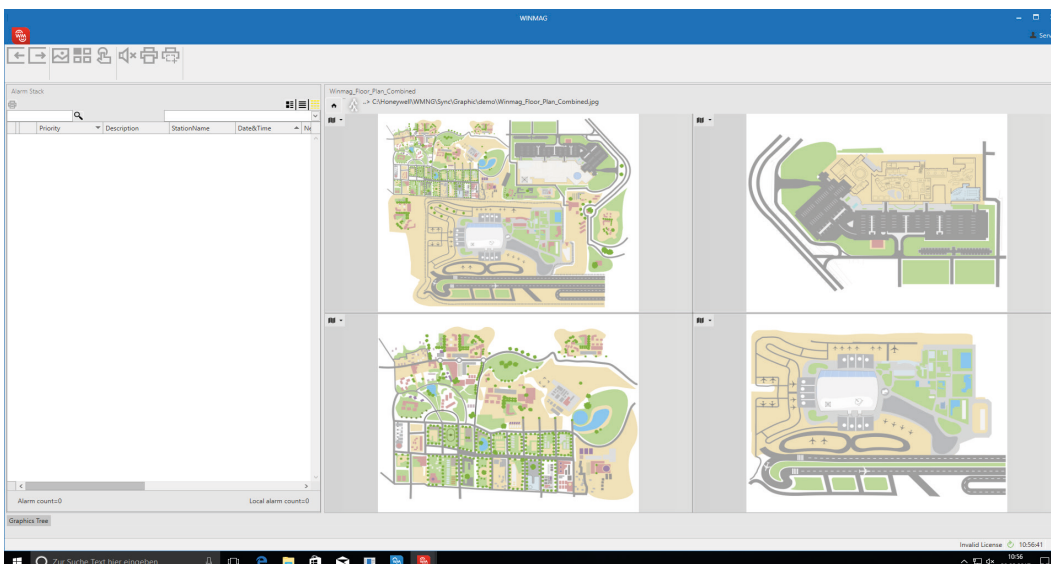 WINMAG
WM
Serv
Alarm Stack
Priority Description StationName Date&Time Ne
Alarm count=0 Local alarm count=0
Winmag_Floor_Plan_Combined
..> C:\Honeywell\WMNG\Sync\Graphic\demo\Winmag_Floor_Plan_Combined.jpg
Graphics Tree
Invalid License 10:56:41
Zur Suche Text hier eingeben
10:56